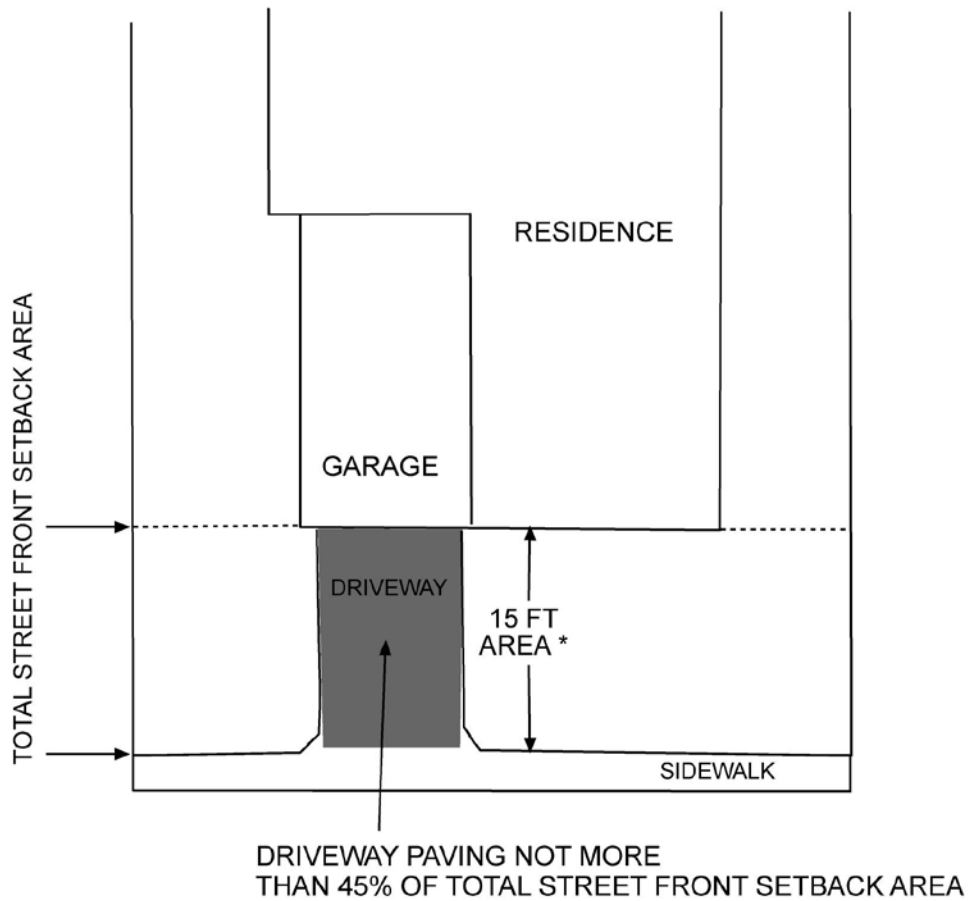 RESIDENCE
TOTAL STREET FRONT SETBACK AREA
GARAGE
DRIVEWAY
15 FT
AREA *
SIDEWALK
DRIVEWAY PAVING NOT MORE
THAN 45% OF TOTAL STREET FRONT SETBACK AREA